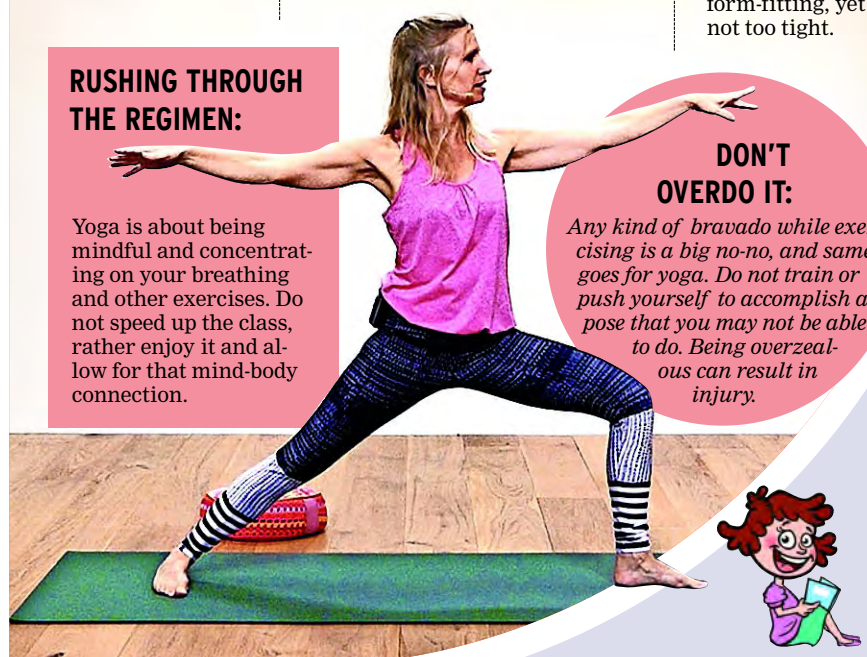 form-fitting, yet
not too tight.
RUSHING THROUGH
THE REGIMEN:
Yoga is about being
mindful and concentrat-
ing on your breathing
and other exercises. Do
not speed up the class,
rather enjoy it and al-
low for that mind-body
connection.
DON'T
OVERDO IT:
Any kind of bravado while exer-
cising is a big no-no, and same
goes for yoga. Do not train or
push yourself to accomplish a
pose that you may not be able
to do. Being overzeal-
ous can result in
injury.